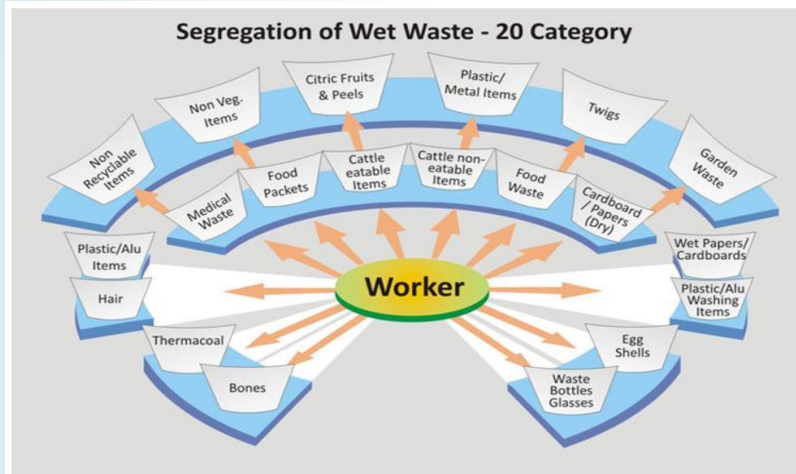 Segregation of Wet Waste - 20 Category
Non
Recyclable
Items
Non Veg.
Items
Citric Fruits
& Peels
Plastic/
Metal Items
Twigs
Garden
Waste
Medical
Waste
Food
Packets
Cattle
eatable
Items
Cattle non-
eatable
Items
Food
Waste
Cardboard
/ Papers
(Dry)
Plastic/Alu
Items
Hair
Thermacoal
Bones
Worker
Wet Papers/
Cardboards
Plastic/Alu
Washing
Items
Egg
Shells
Waste
Bottles
Glasses